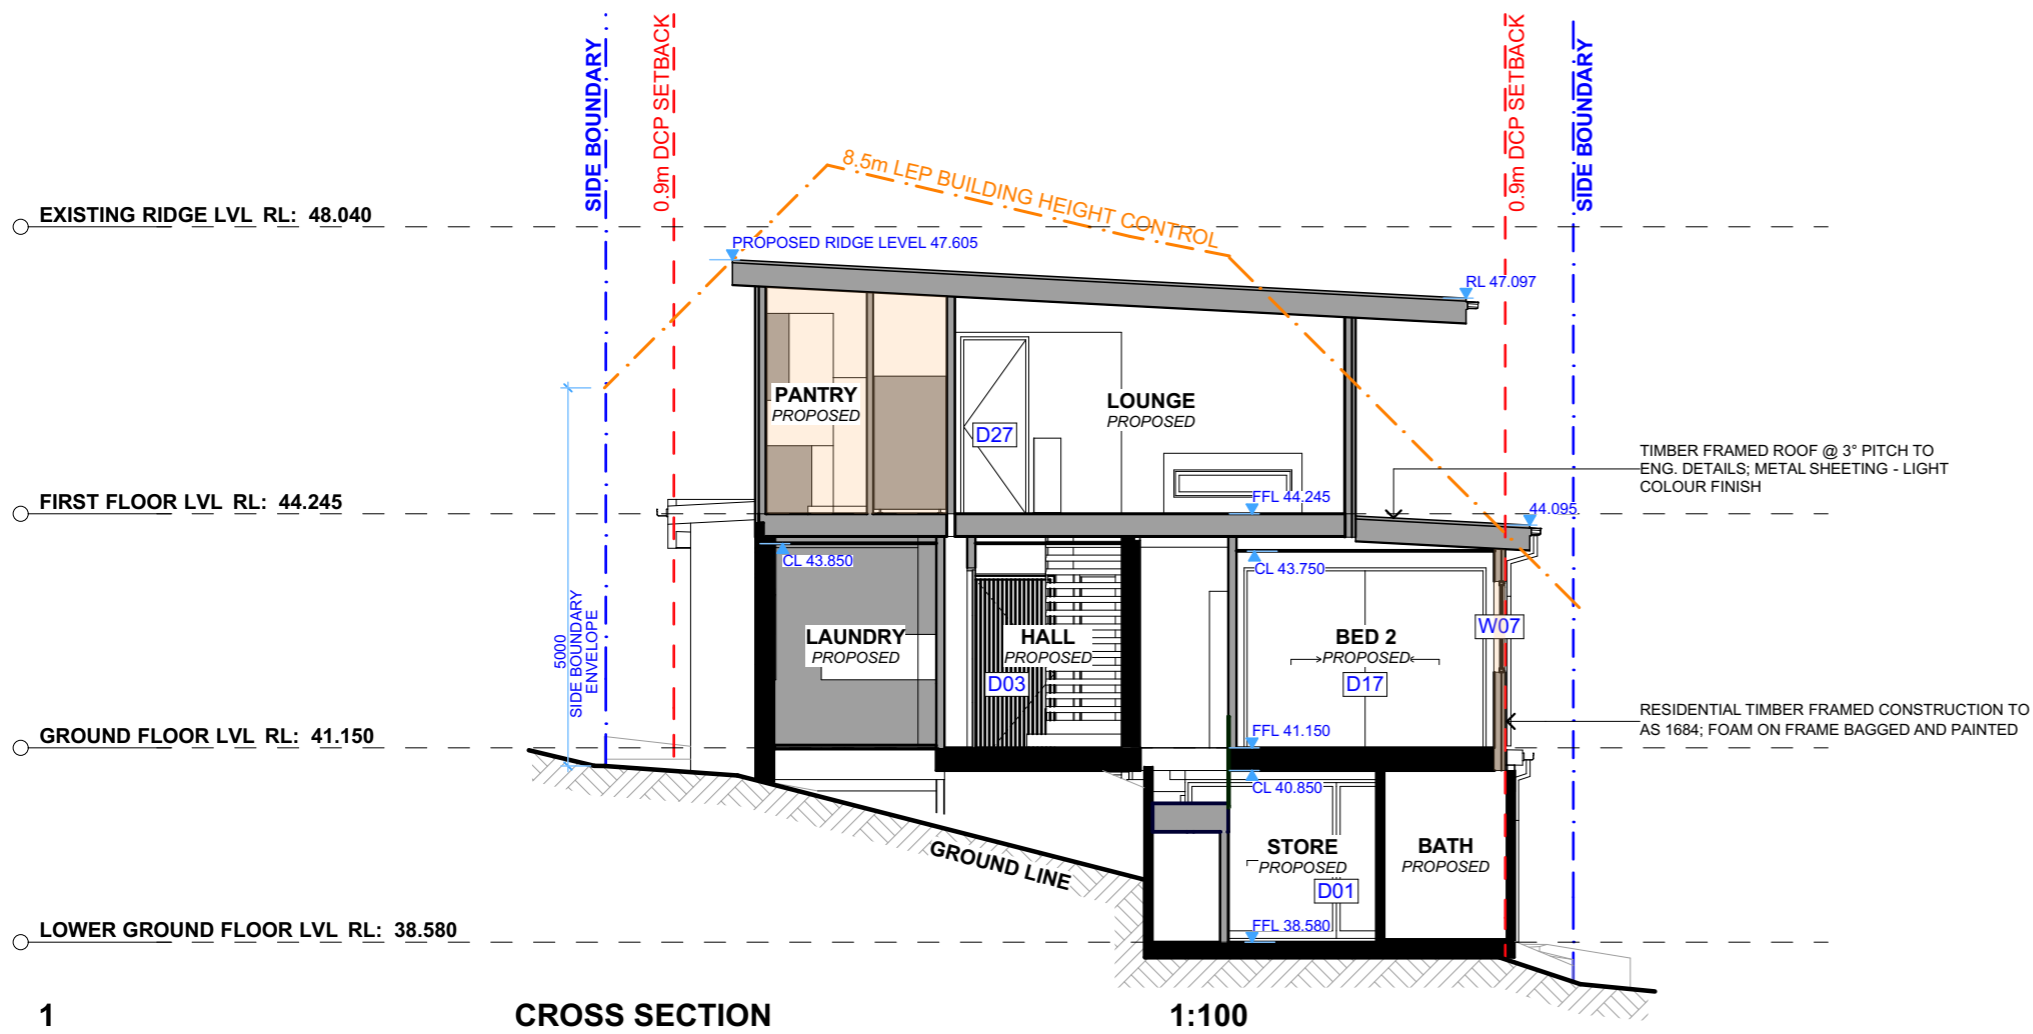 SIDE BOUNDARY
0.9m DCP SETBACK
0.9m DCP SETBACK
SIDE BOUNDARY
8.5m LEP BUILDING HEIGHT CONTROL
EXISTING RIDGE LVL RL: 48.040
PROPOSED RIDGE LEVEL 47.605
RL 47.097
PANTRY
PROPOSED
LOUNGE
PROPOSED
D27
TIMBER FRAMED ROOF @ 3° PITCH TO
ENG. DETAILS; METAL SHEETING - LIGHT
COLOUR FINISH
FIRST FLOOR LVL RL: 44.245
FFL 44.245
44.095
CL 43.850
CL 43.750
5000
SIDE BOUNDARY
ENVELOPE
LAUNDRY
PROPOSED
HALL
PROPOSED
D03
BED 2
PROPOSED
D17
W07
RESIDENTIAL TIMBER FRAMED CONSTRUCTION TO
AS 1684; FOAM ON FRAME BAGGED AND PAINTED
GROUND FLOOR LVL RL: 41.150
FFL 41.150
CL 40.850
GROUND LINE
STORE
PROPOSED
D01
BATH
PROPOSED
LOWER GROUND FLOOR LVL RL: 38.580
FFL 38.580
1 CROSS SECTION 1:100